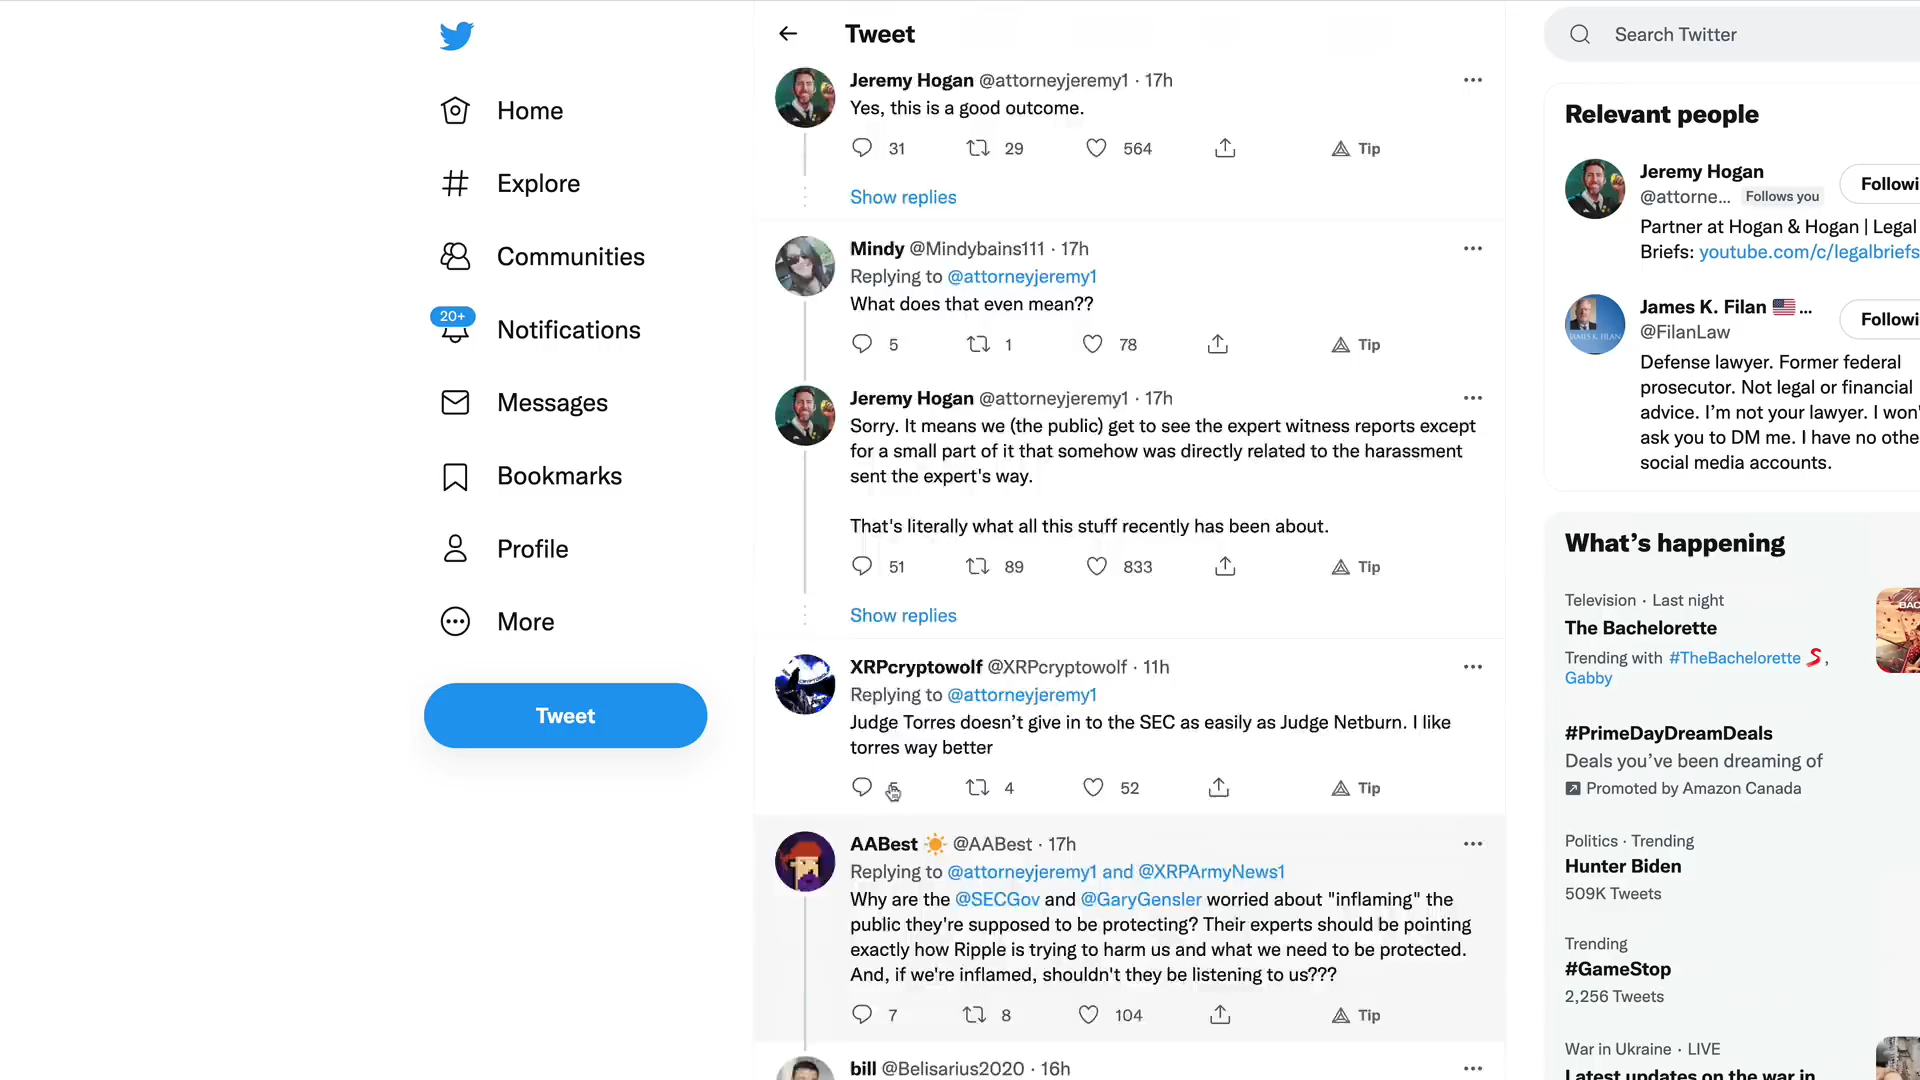 Tweet
Search Twitter
Home
Explore
Communities
20+
Notifications
Messages
Bookmarks
Profile
More
Tweet
Jeremy Hogan @attorneyjeremy1 · 17h
Yes, this is a good outcome.
31 29 564 Tip
Show replies
Mindy @Mindybains111 · 17h
Replying to @attorneyjeremy1
What does that even mean??
5 1 78 Tip
Jeremy Hogan @attorneyjeremy1 · 17h
Sorry. It means we (the public) get to see the expert witness reports except
for a small part of it that somehow was directly related to the harassment
sent the expert's way.
That's literally what all this stuff recently has been about.
51 89 833 Tip
Show replies
XRPcryptowolf @XRPcryptowolf · 11h
Replying to @attorneyjeremy1
Judge Torres doesn’t give in to the SEC as easily as Judge Netburn. I like
torres way better
4 52 Tip
AABest ☀️ @AABest · 17h
Replying to @attorneyjeremy1 and @XRPArmyNews1
Why are the @SECGov and @GaryGensler worried about "inflaming" the
public they're supposed to be protecting? Their experts should be pointing
exactly how Ripple is trying to harm us and what we need to be protected.
And, if we're inflamed, shouldn't they be listening to us???
7 8 104 Tip
bill @Belisarius2020 · 16h
Relevant people
Jeremy Hogan
@attorne... Follows you
Followi
Partner at Hogan & Hogan | Legal
Briefs: youtube.com/c/legalbriefs
James K. Filan 🇺🇸 ...
@FilanLaw
Followi
JAMES K. FILAN
Defense lawyer. Former federal
prosecutor. Not legal or financial
advice. I’m not your lawyer. I won'
ask you to DM me. I have no othe
social media accounts.
What’s happening
Television · Last night
The Bachelorette
Trending with #TheBachelorette ,
Gabby
#PrimeDayDreamDeals
Deals you’ve been dreaming of
Promoted by Amazon Canada
Politics · Trending
Hunter Biden
509K Tweets
Trending
#GameStop
2,256 Tweets
War in Ukraine · LIVE
Latest updates on the war in